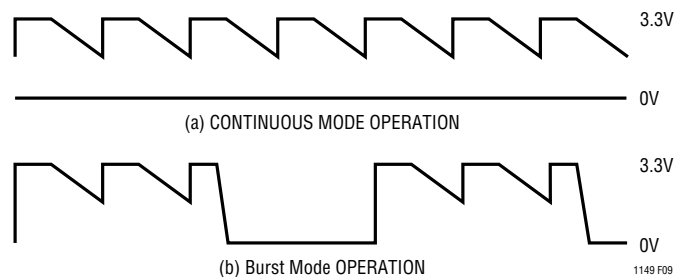 3.3V
0V
(a) CONTINUOUS MODE OPERATION
3.3V
0V
(b) Burst Mode OPERATION
1149 F09